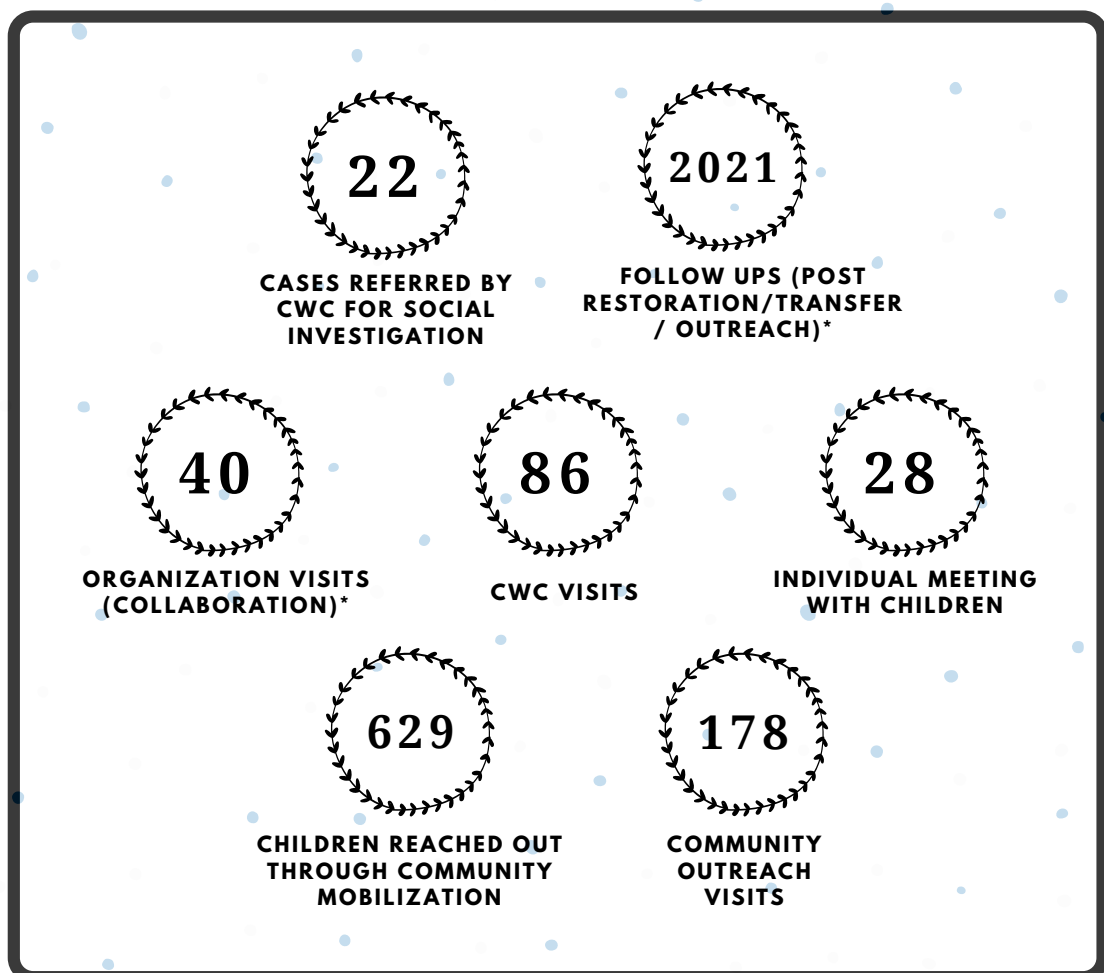 22
CASES REFERRED BY
CWC FOR SOCIAL
INVESTIGATION
2021
FOLLOW UPS (POST
RESTORATION/TRANSFER
/ OUTREACH)*
40
ORGANIZATION VISITS
(COLLABORATION)*
86
CWC VISITS
28
INDIVIDUAL MEETING
WITH CHILDREN
629
CHILDREN REACHED OUT
THROUGH COMMUNITY
MOBILIZATION
178
COMMUNITY
OUTREACH
VISITS